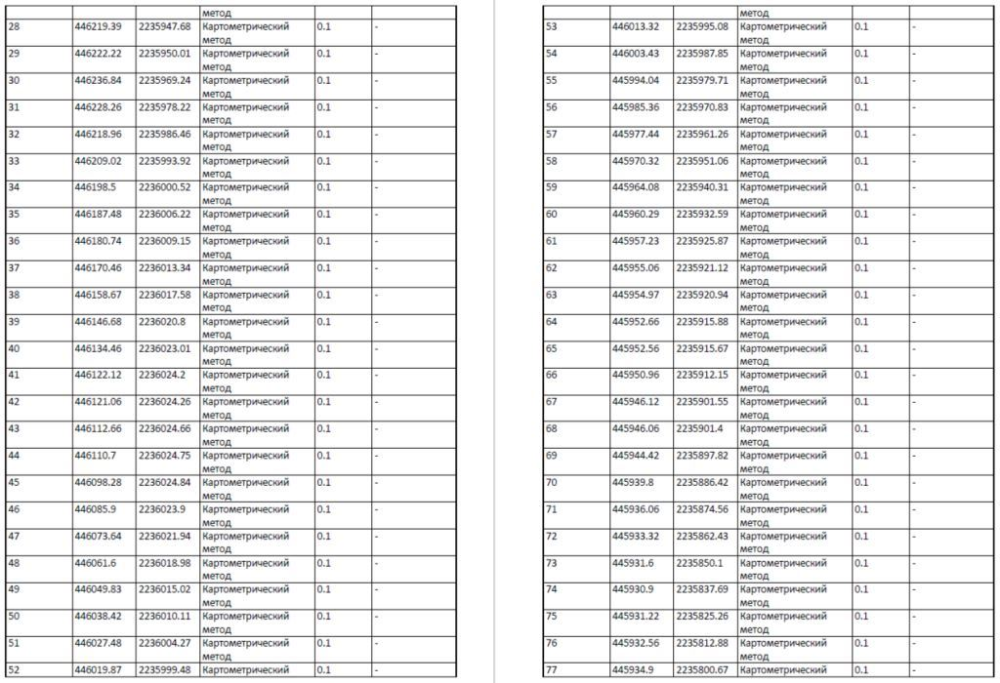 метод
28 446219.39 2235947.68 Картометрический 0.1 -
метод
29 446222.22 2235950.01 Картометрический 0.1 -
метод
30 446236.84 2235969.24 Картометрический 0.1 -
метод
31 446228.26 2235978.22 Картометрический 0.1 -
метод
32 446218.96 2235986.46 Картометрический 0.1 -
метод
33 446209.02 2235993.92 Картометрический 0.1 -
метод
34 446198.5 2236000.52 Картометрический 0.1 -
метод
35 446187.48 2236006.22 Картометрический 0.1 -
метод
36 446180.74 2236009.15 Картометрический 0.1 -
метод
37 446170.46 2236013.34 Картометрический 0.1 -
метод
38 446158.67 2236017.58 Картометрический 0.1 -
метод
39 446146.68 2236020.8 Картометрический 0.1 -
метод
40 446134.46 2236023.01 Картометрический 0.1 -
метод
41 446122.12 2236024.2 Картометрический 0.1 -
метод
42 446121.06 2236024.26 Картометрический 0.1 -
метод
43 446112.66 2236024.66 Картометрический 0.1 -
метод
44 446110.7 2236024.75 Картометрический 0.1 -
метод
45 446098.28 2236024.84 Картометрический 0.1 -
метод
46 446085.9 2236023.9 Картометрический 0.1 -
метод
47 446073.64 2236021.94 Картометрический 0.1 -
метод
48 446061.6 2236018.98 Картометрический 0.1 -
метод
49 446049.83 2236015.02 Картометрический 0.1 -
метод
50 446038.42 2236010.11 Картометрический 0.1 -
метод
51 446027.48 2236004.27 Картометрический 0.1 -
метод
52 446019.87 2235999.48 Картометрический 0.1 -
метод
53 446013.32 2235995.08 Картометрический 0.1 -
метод
54 446003.43 2235987.85 Картометрический 0.1 -
метод
55 445994.04 2235979.71 Картометрический 0.1 -
метод
56 445985.36 2235970.83 Картометрический 0.1 -
метод
57 445977.44 2235961.26 Картометрический 0.1 -
метод
58 445970.32 2235951.06 Картометрический 0.1 -
метод
59 445964.08 2235940.31 Картометрический 0.1 -
метод
60 445960.29 2235932.59 Картометрический 0.1 -
метод
61 445957.23 2235925.87 Картометрический 0.1 -
метод
62 445955.06 2235921.12 Картометрический 0.1 -
метод
63 445954.97 2235920.94 Картометрический 0.1 -
метод
64 445952.66 2235915.88 Картометрический 0.1 -
метод
65 445952.56 2235915.67 Картометрический 0.1 -
метод
66 445950.96 2235912.15 Картометрический 0.1 -
метод
67 445946.12 2235901.55 Картометрический 0.1 -
метод
68 445946.06 2235901.4 Картометрический 0.1 -
метод
69 445944.42 2235897.82 Картометрический 0.1 -
метод
70 445939.8 2235886.42 Картометрический 0.1 -
метод
71 445936.06 2235874.56 Картометрический 0.1 -
метод
72 445933.32 2235862.43 Картометрический 0.1 -
метод
73 445931.6 2235850.1 Картометрический 0.1 -
метод
74 445930.9 2235837.69 Картометрический 0.1 -
метод
75 445931.22 2235825.26 Картометрический 0.1 -
метод
76 445932.56 2235812.88 Картометрический 0.1 -
метод
77 445934.9 2235800.67 Картометрический 0.1 -